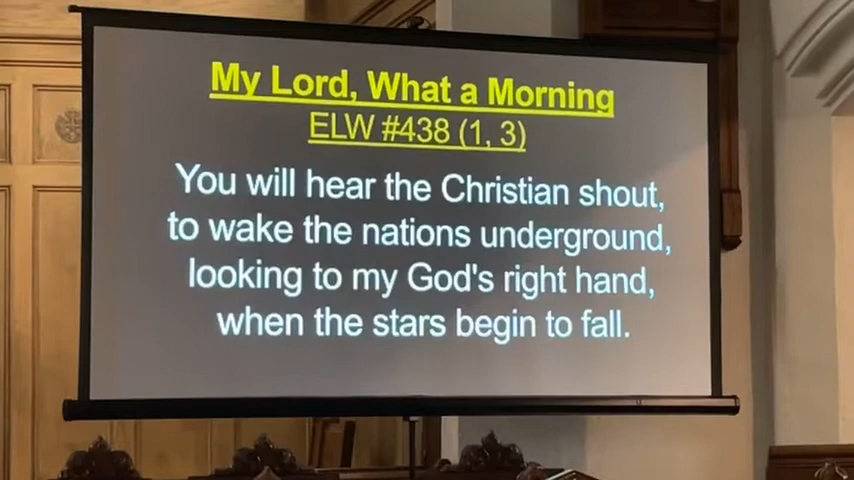 My Lord, What a Morning
ELW #438 (1, 3)
You will hear the Christian shout,
to wake the nations underground,
looking to my God's right hand,
when the stars begin to fall.